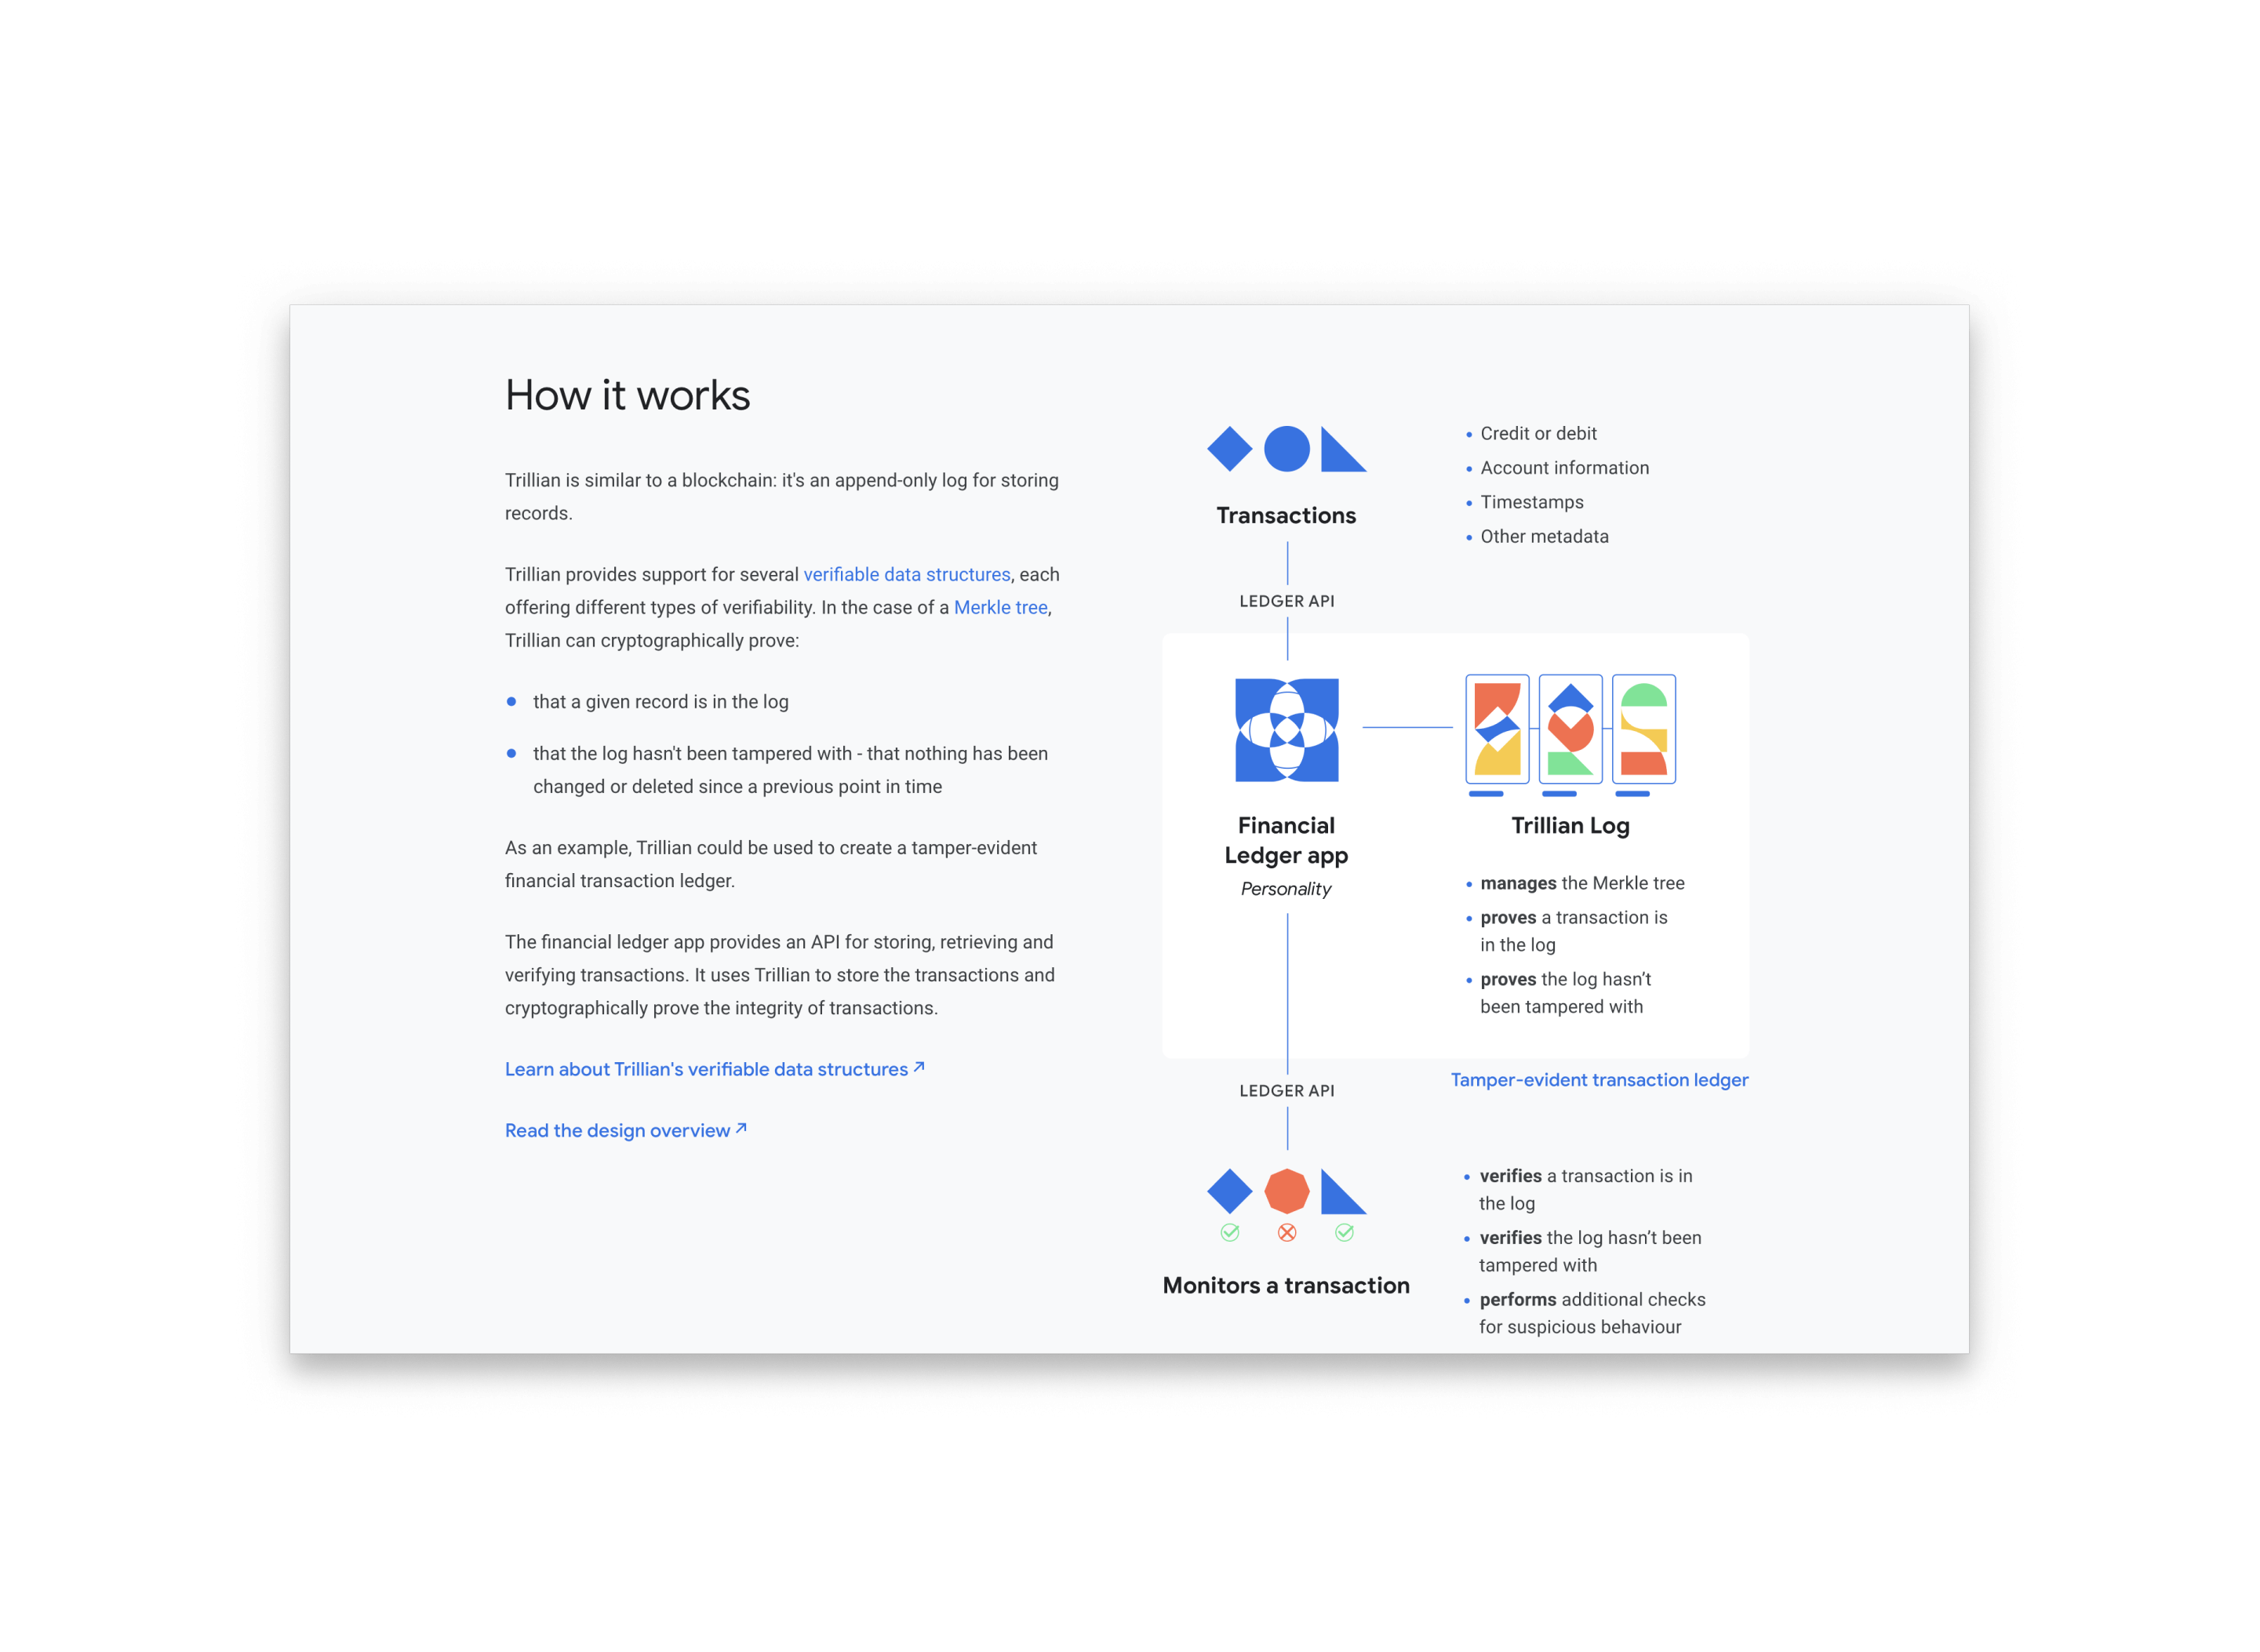 How it works
Trillian is similar to a blockchain: it's an append-only log for storing
records.
Trillian provides support for several verifiable data structures, each
offering different types of verifiability. In the case of a Merkle tree,
Trillian can cryptographically prove:
that a given record is in the log
that the log hasn't been tampered with - that nothing has been
changed or deleted since a previous point in time
As an example, Trillian could be used to create a tamper-evident
financial transaction ledger.
The financial ledger app provides an API for storing, retrieving and
verifying transactions. It uses Trillian to store the transactions and
cryptographically prove the integrity of transactions.
Learn about Trillian's verifiable data structures
Read the design overview
Transactions
• Credit or debit
• Account information
• Timestamps
• Other metadata
LEDGER API
Financial
Ledger app
Personality
Trillian Log
• manages the Merkle tree
• proves a transaction is
in the log
• proves the log hasn’t
been tampered with
Tamper-evident transaction ledger
LEDGER API
Monitors a transaction
• verifies a transaction is in
the log
• verifies the log hasn’t been
tampered with
• performs additional checks
for suspicious behaviour